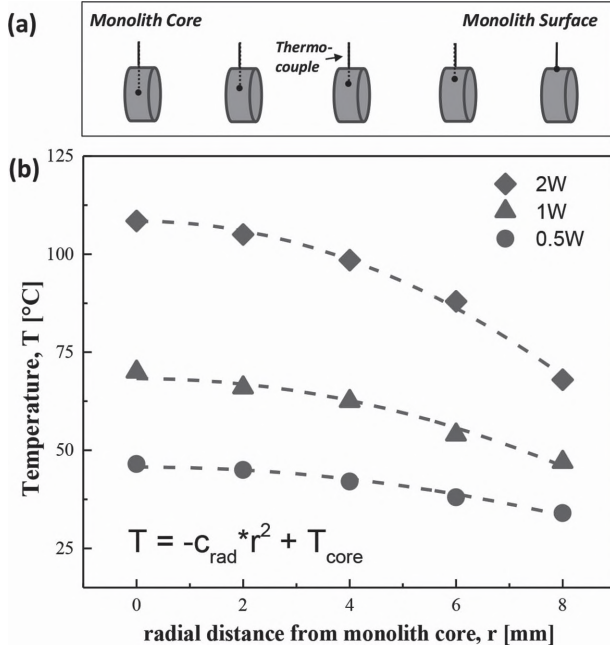 (a)
Monolith Core
Monolith Surface
Thermo-
couple
(b)
125
100
75
50
25
Temperature, T [°C]
2W
1W
0.5W
T = -c_rad*r² + T_core
0 2 4 6 8
radial distance from monolith core, r [mm]